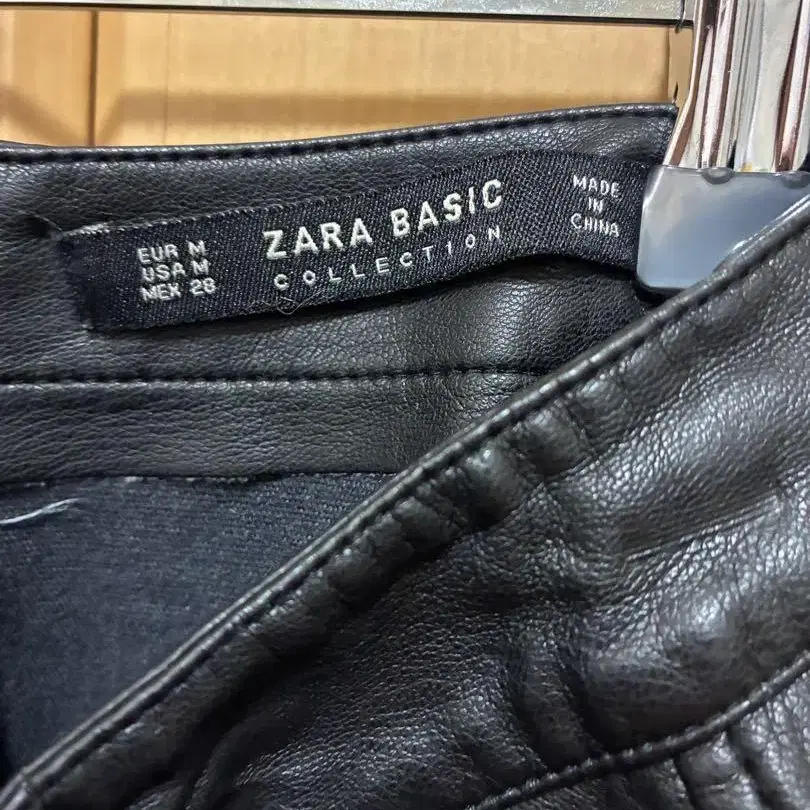 EUR M
USA M
MEX 28
ZARA BASIC
COLLECTION
MADE
IN
CHINA